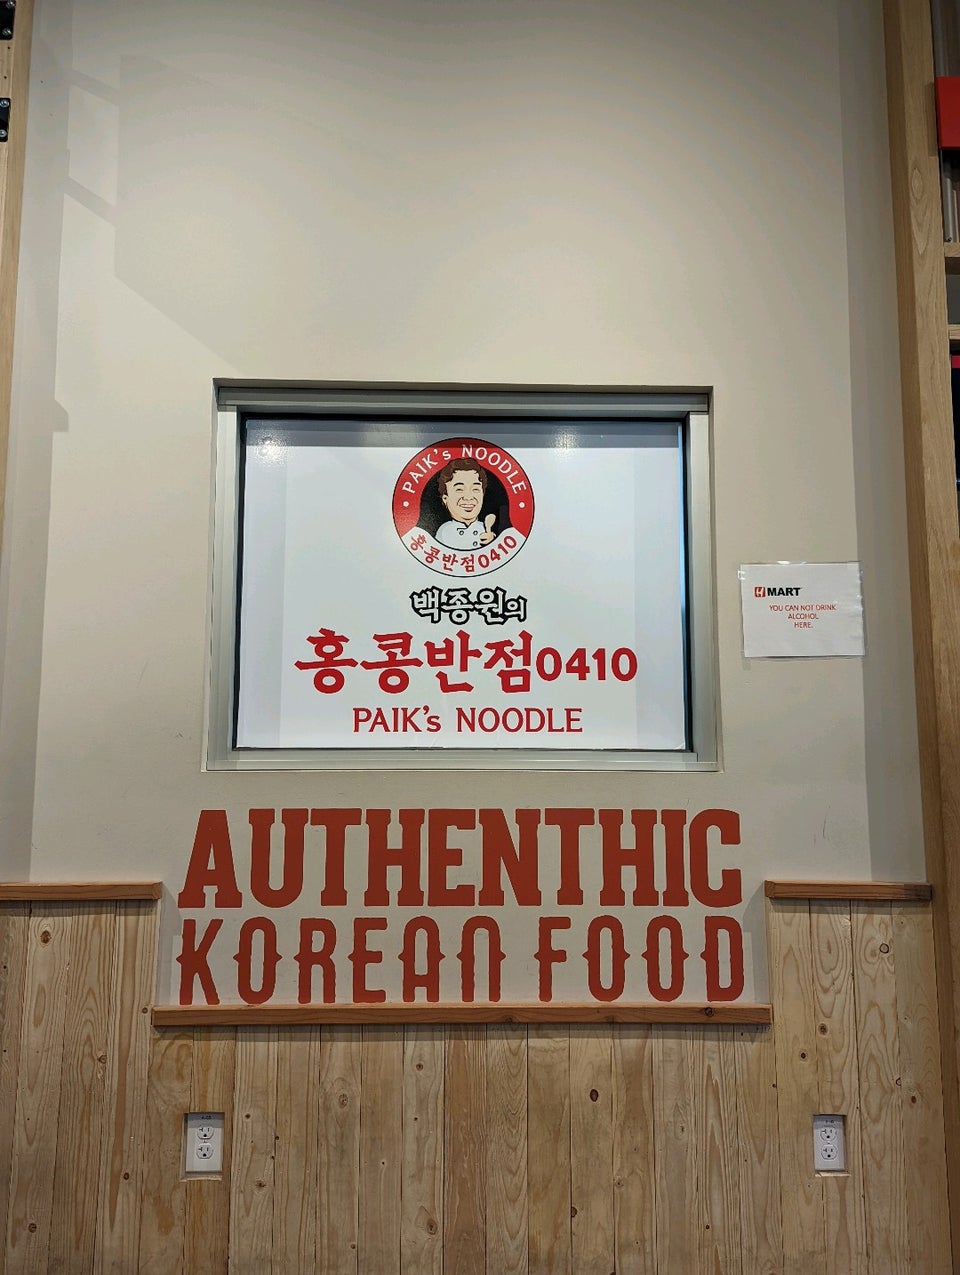 PAIK's NOODLE
홍콩반점0410
백종원의
홍콩반점0410
PAIK's NOODLE
H MART
YOU CAN NOT DRINK
ALCOHOL
HERE.
AUTHENTHIC
KOREAN FOOD